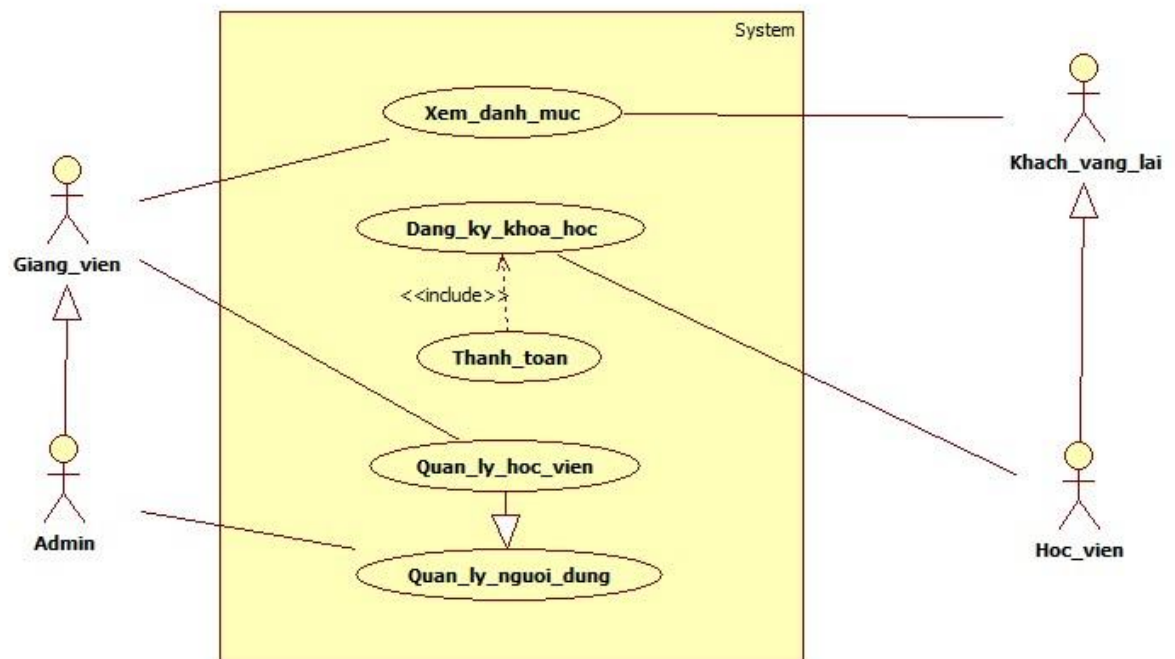 System
Xem_danh_muc
Khach_vang_lai
Dang_ky_khoa_hoc
Giang_vien
<<include>>
Thanh_toan
Quan_ly_hoc_vien
Admin
Hoc_vien
Quan_ly_nguoi_dung